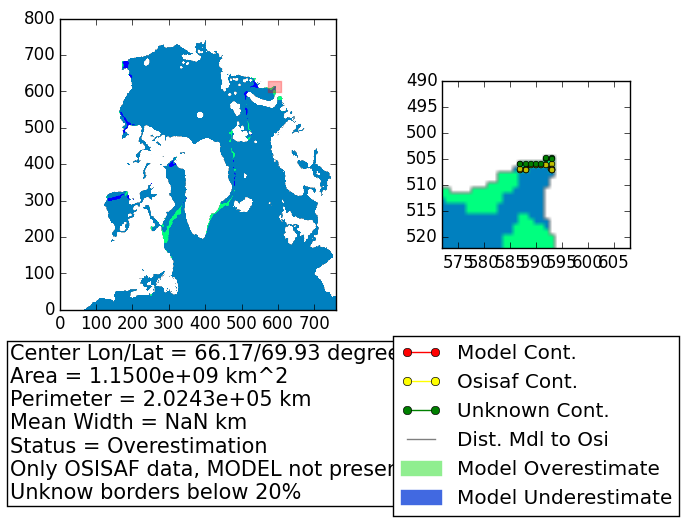 800
700
600
500
400
300
200
100
0
0 100 200 300 400 500 600 700
490
495
500
505
510
515
520
575 580 585 590 595 600 605
Center Lon/Lat = 66.17/69.93
Area = 1.1500e+09 km^2
Perimeter = 2.0243e+05 km
Mean Width = NaN km
Status = Overestimation
Only OSISAF data, MODEL not
Unknow borders below 20%
Model Cont.
Osisaf Cont.
Unknown Cont.
Dist. Mdl to Osi
Model Overestimate
Model Underestimate